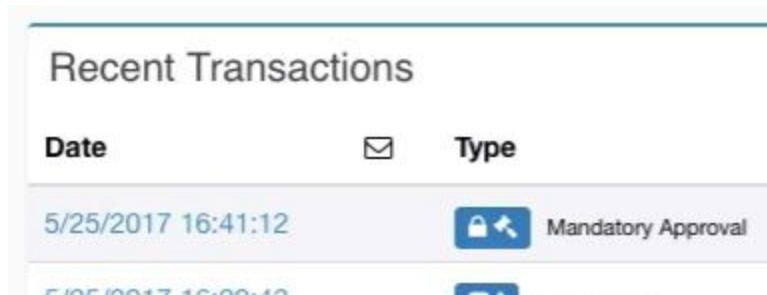 Recent Transactions
Date Type
5/25/2017 16:41:12 Mandatory Approval